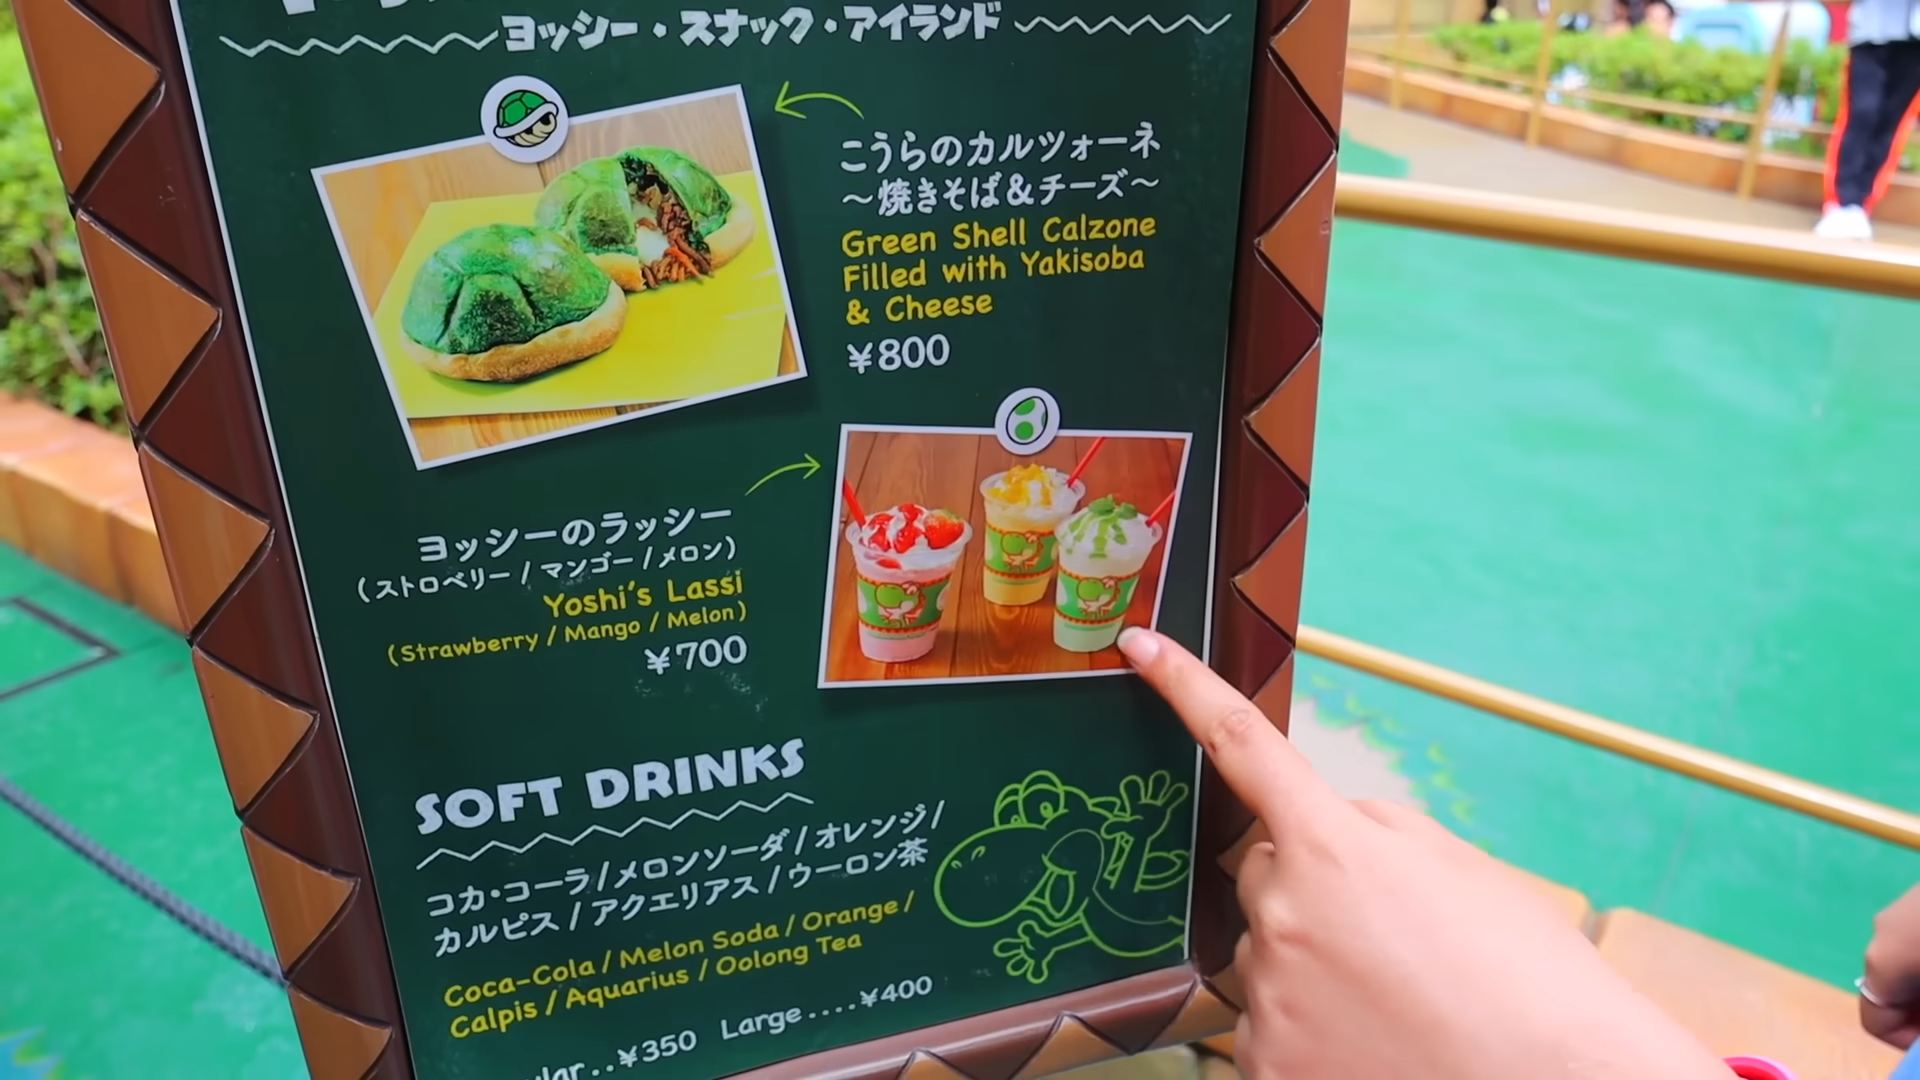 ヨッシー・スナック・アイランド
こうらのカルツォーネ
～焼きそば＆チーズ～
Green Shell Calzone
Filled with Yakisoba
& Cheese
¥800
ヨッシーのラッシー
(ストロベリー / マンゴー / メロン)
Yoshi's Lassi
(Strawberry / Mango / Melon)
¥700
SOFT DRINKS
コカ・コーラ / メロンソーダ / オレンジ /
カルピス / アクエリアス / ウーロン茶
Coca-Cola / Melon Soda / Orange /
Calpis / Aquarius / Oolong Tea
..¥350 Large....¥400